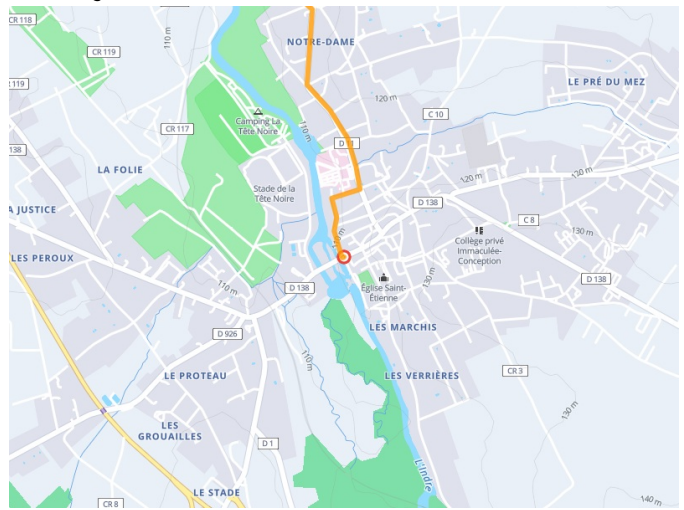 CR 118
110 m
NOTRE-DAME
LE PRÉ DU MEZ
CR 119
120 m
C 10
Camping La
Tête Noire
110 m
CR 117
138
LA FOLIE
Stade de la
Tête Noire
120 m
130 m
D 138
A JUSTICE
C 8
130 m
Collège privé
Immaculée-
Conception
LES PEROUX
D 138
110 m
D 138
Église Saint-
Étienne
130 m
D 926
LES MARCHIS
110 m
LE PROTEAU
LES VERRIÈRES
CR 3
130 m
LES
GROUAILLES
D 1
L'Indre
LE STADE
CR 8
140 m